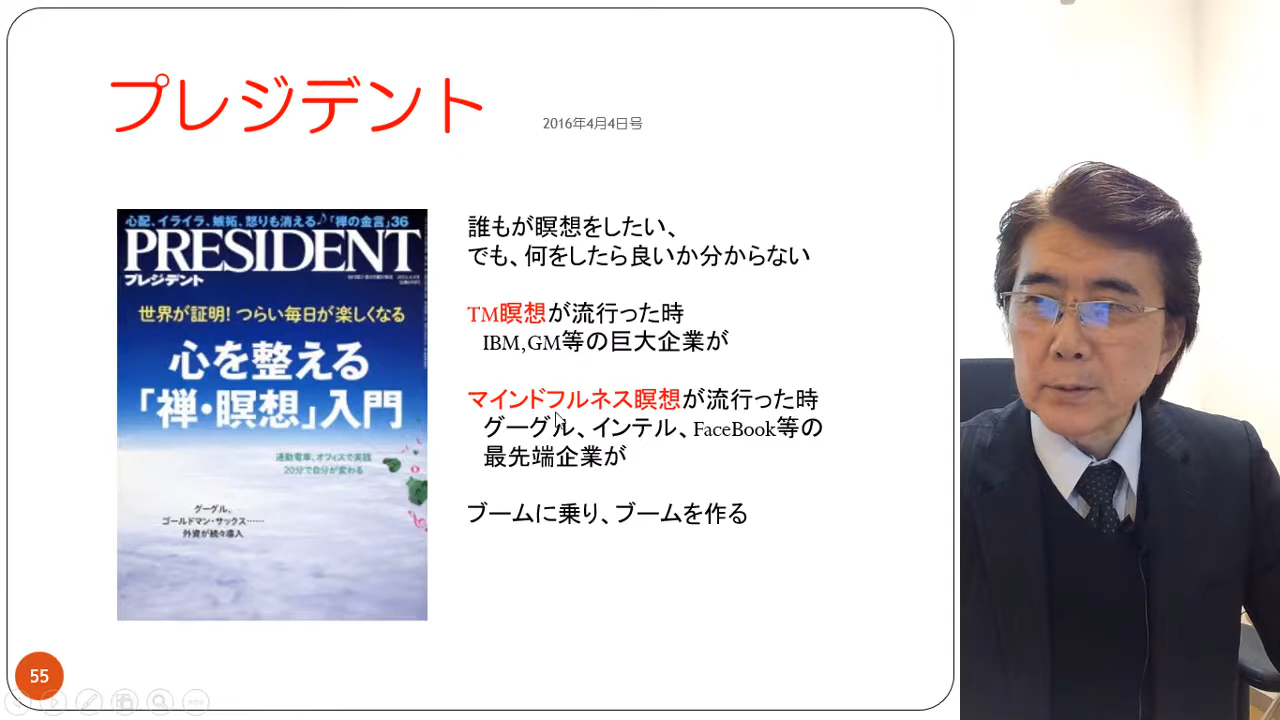 プレジデント
2016年4月4日号
心配、イライラ、嫉妬、怒りも消える♪「禅の金言」36
PRESIDENT
プレジデント
世界が証明！つらい毎日が楽しくなる
心を整える
「禅・瞑想」入門
通勤電車、オフィスで実践
20分で自分が変わる
グーグル、
ゴールドマン・サックス……
外資が続々導入
誰もが瞑想をしたい、
でも、何をしたら良いか分からない
TM瞑想が流行った時
IBM,GM等の巨大企業が
マインドフルネス瞑想が流行った時
グーグル、インテル、FaceBook等の
最先端企業が
ブームに乗り、ブームを作る
55